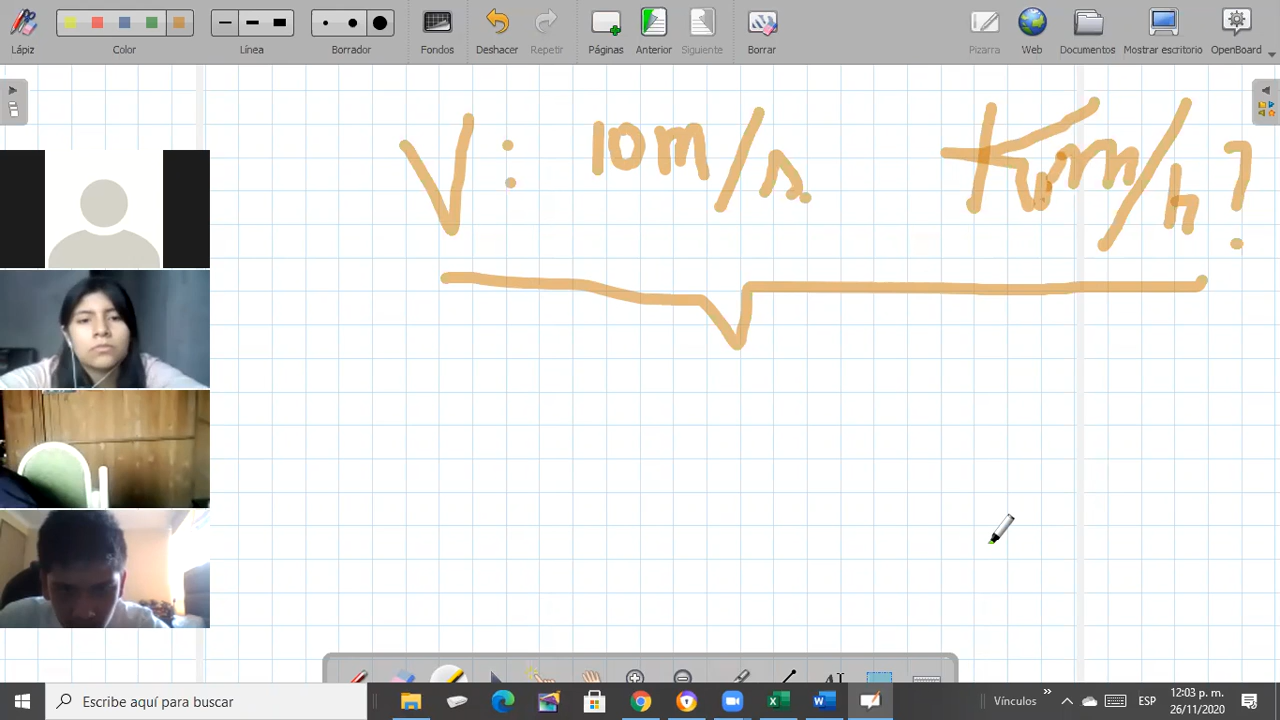 Lápiz Color Línea Borrador Fondos Deshacer Repetir Páginas Anterior Siguiente Borrar Pizarra Web Documentos Mostrar escritorio OpenBoard
V: 10m/s. Km/h?
Escribe aquí para buscar
Vínculos
ESP
12:03 p. m.
26/11/2020
3